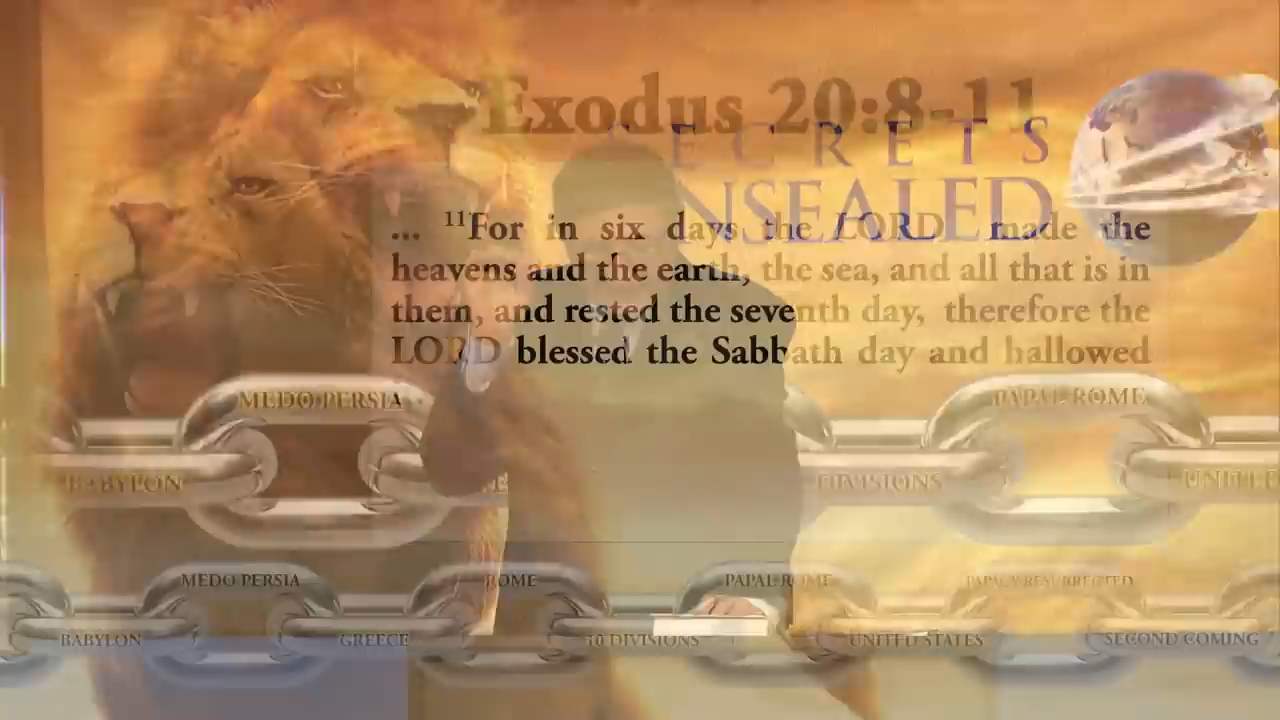 Exodus 20:8-11
SECRETS
UNSEALED
... ¹¹For in six days the LORD made the
heavens and the earth, the sea, and all that is in
them, and rested the seventh day, therefore the
LORD blessed the Sabbath day and hallowed
MEDO PERSIA
PAPAL ROME
BABYLON
DIVISIONS
MEDO PERSIA
ROME
PAPAL ROME
PAPACY RESURRECTED
BABYLON
GREECE
10 DIVISIONS
UNITED STATES
SECOND COMING